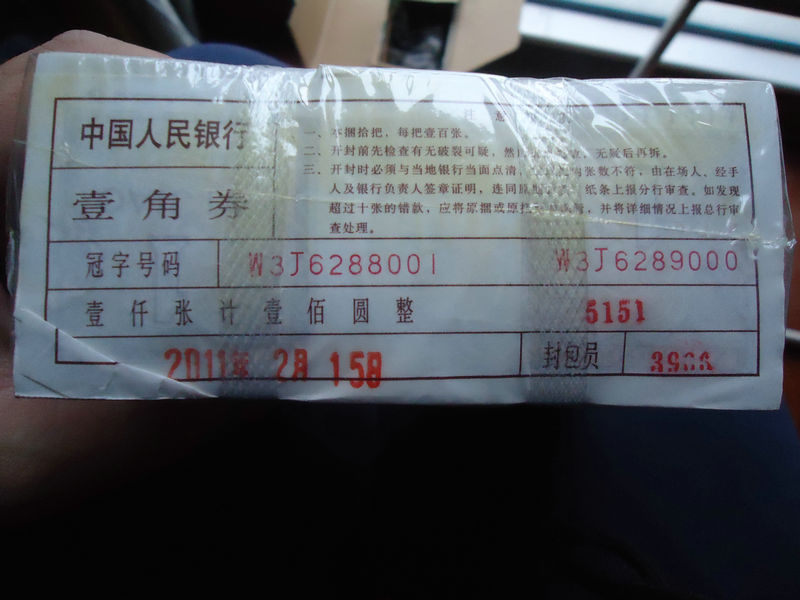 中国人民银行
壹角券
注意
一、本捆拾把，每把壹百张。
二、开封前先检查有无破裂可疑，然 无疑后再拆。
三、开封时必须与当地银行当面点清， 张数不符，由在场人、经手
人及银行负责人签章证明，连同原 纸条上报分行审查。如发现
超过十张的错款，应将原捆或原把 并将详细情况上报总行审
查处理。
冠字号码 W3J6288001 W3J6289000
壹仟张计壹佰圆整 5151
2011年 2月 15日 封包员